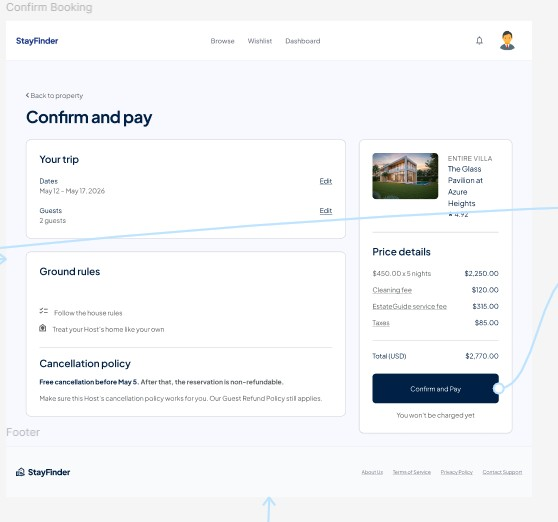 Confirm Booking
StayFinder
Browse Wishlist Dashboard
Back to property
Confirm and pay
Your trip
Dates
Edit
May 12 - May 17, 2026
Guests
Edit
2 guests
Ground rules
Follow the house rules
Treat your Host's home like your own
Cancellation policy
Free cancellation before May 5. After that, the reservation is non-refundable.
Make sure this Host's cancellation policy works for you. Our Guest Refund Policy still applies.
ENTIRE VILLA
The Glass
Pavilion at
Azure
Heights
★ 4.92
Price details
$450.00 x 5 nights $2,250.00
Cleaning fee $120.00
EstateGuide service fee $315.00
Taxes $85.00
Total (USD) $2,770.00
Confirm and Pay
You won't be charged yet
Footer
StayFinder
About Us Terms of Service Privacy Policy Contact Support